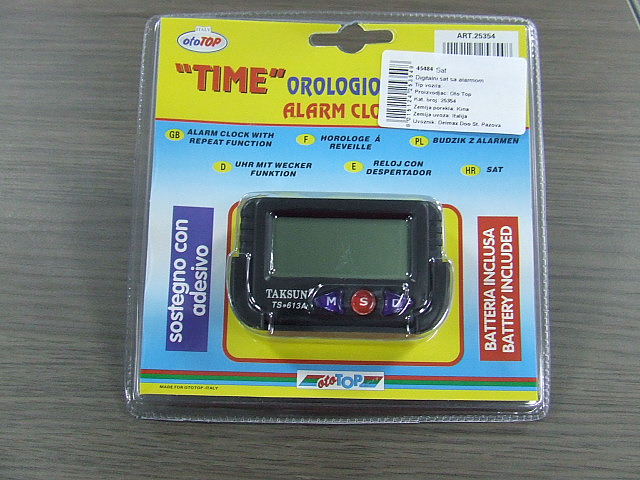 ITALY
otoTOP
ART.25354
"TIME" OROLOGIO
ALARM CLO
45484 Sat
Digitalni sat sa alarmom
Tip vozila:
Proizvodjac: Oto Top
Kat. broj: 25354
Zemlja porekla: Kina
Zemlja uvoza: Italija
Uvoznik: Delmax Doo St. Pazova
GB ALARM CLOCK WITH
REPEAT FUNCTION
F HOROLOGE À
REVEILLE
PL BUDZIK Z ALARMEN
D UHR MIT WECKER
FUNKTION
E RELOJ CON
DESPERTADOR
HR SAT
sostegno con
adesivo
BATTERIA INCLUSA
BATTERY INCLUDED
TAKSUN
TS-613A
M S D
MADE FOR OTOTOP-ITALY
otoTOP